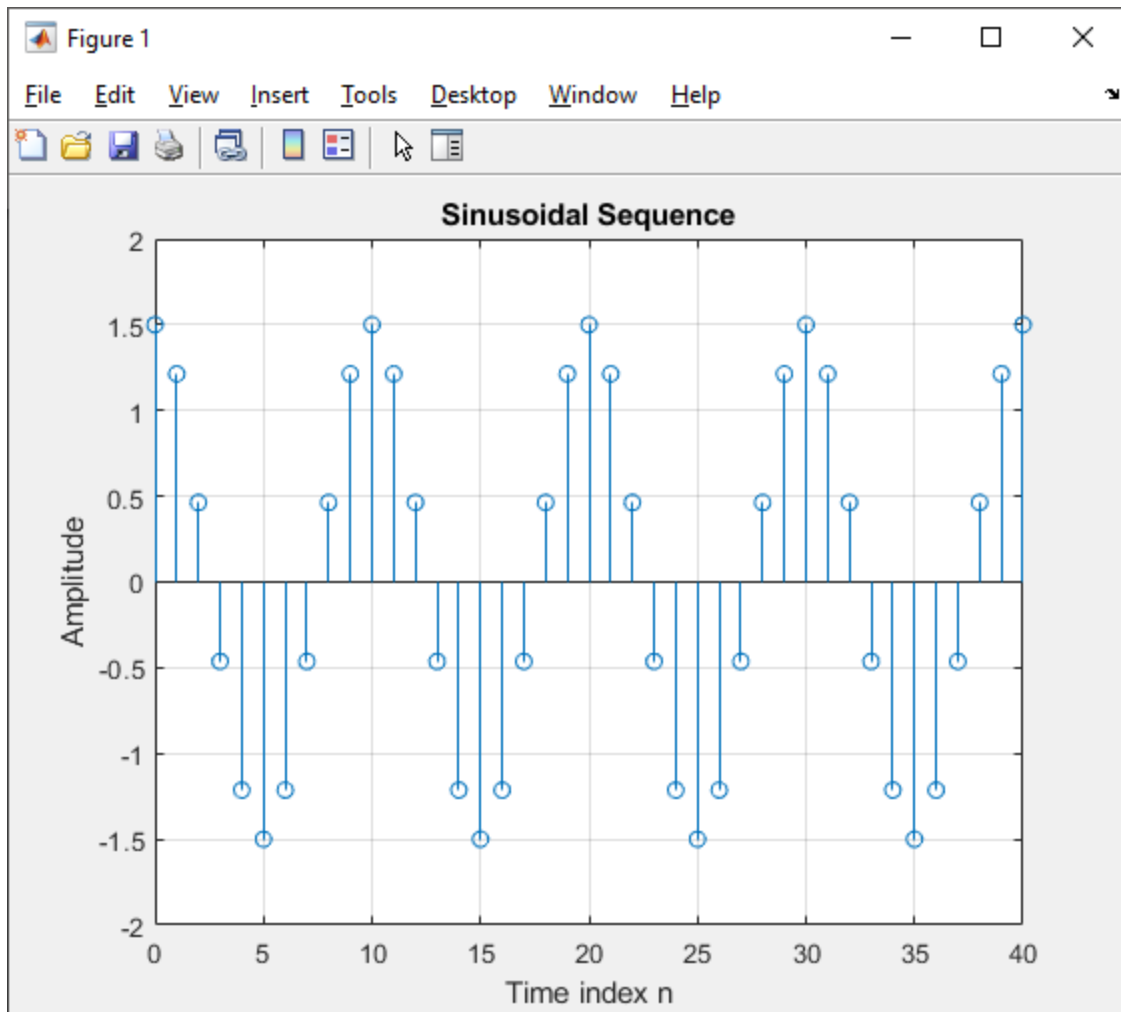 Figure 1
File Edit View Insert Tools Desktop Window Help
Sinusoidal Sequence
2
1.5
1
0.5
0
-0.5
-1
-1.5
-2
Amplitude
0 5 10 15 20 25 30 35 40
Time index n